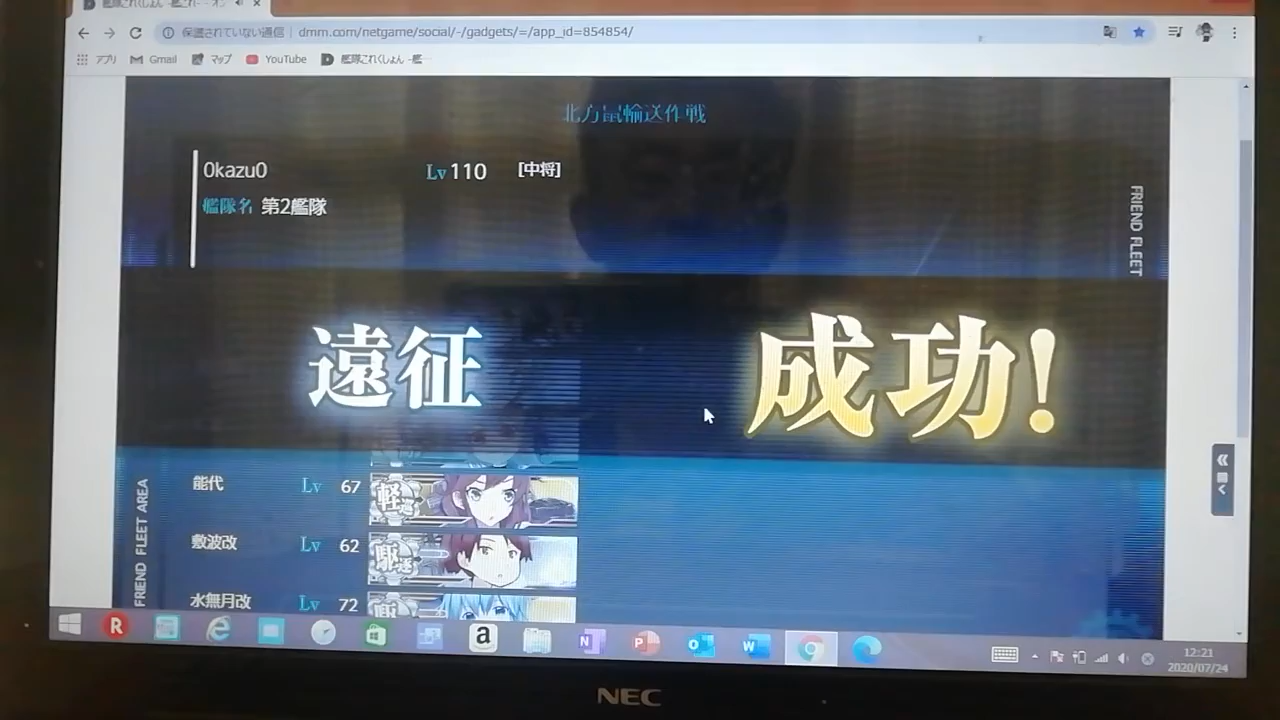 保護されていない通信 | dmm.com/netgame/social/-/gadgets/=/app_id=854854/
アプリ Gmail マップ YouTube 艦隊これくしょん -艦
北方鼠輸送作戦
0kazu0 Lv 110 [中将]
艦隊名 第2艦隊
FRIEND FLEET
遠征 成功!
FRIEND FLEET AREA
能代 Lv 67
軽
敷波改 Lv 62
駆逐
水無月改 Lv 72
R a N P O W
12:21
2020/07/24
NEC